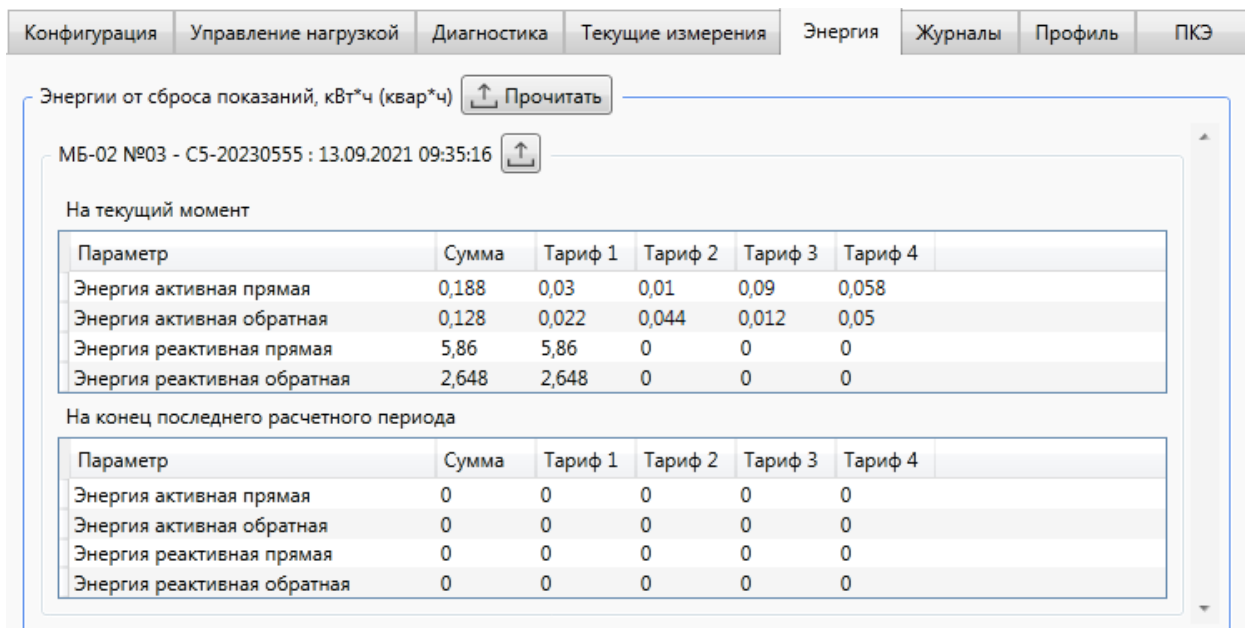 Конфигурация Управление нагрузкой Диагностика Текущие измерения Энергия Журналы Профиль ПКЭ
Энергии от сброса показаний, кВт*ч (квар*ч) Прочитать
МБ-02 №03 - C5-20230555 : 13.09.2021 09:35:16
На текущий момент
Параметр Сумма Тариф 1 Тариф 2 Тариф 3 Тариф 4
Энергия активная прямая 0,188 0,03 0,01 0,09 0,058
Энергия активная обратная 0,128 0,022 0,044 0,012 0,05
Энергия реактивная прямая 5,86 5,86 0 0 0
Энергия реактивная обратная 2,648 2,648 0 0 0
На конец последнего расчетного периода
Параметр Сумма Тариф 1 Тариф 2 Тариф 3 Тариф 4
Энергия активная прямая 0 0 0 0 0
Энергия активная обратная 0 0 0 0 0
Энергия реактивная прямая 0 0 0 0 0
Энергия реактивная обратная 0 0 0 0 0